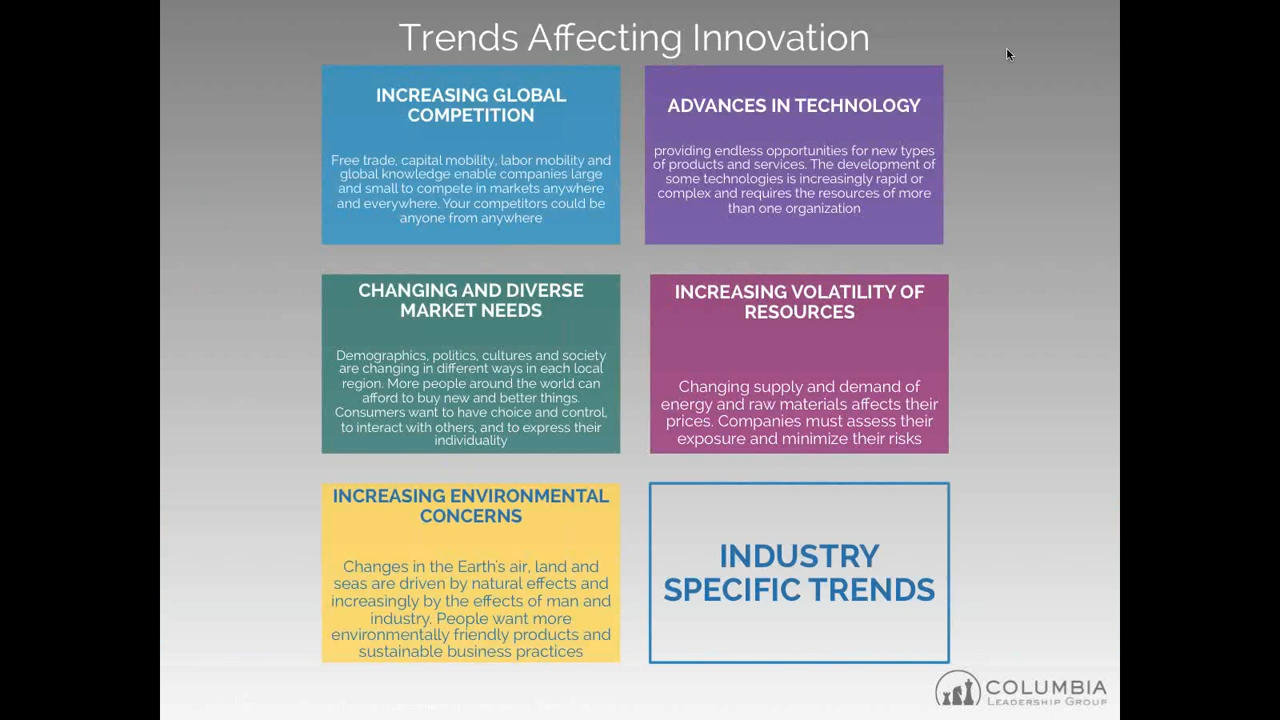 Trends Affecting Innovation
INCREASING GLOBAL
COMPETITION
Free trade, capital mobility, labor mobility and
global knowledge enable companies large
and small to compete in markets anywhere
and everywhere. Your competitors could be
anyone from anywhere
ADVANCES IN TECHNOLOGY
providing endless opportunities for new types
of products and services. The development of
some technologies is increasingly rapid or
complex and requires the resources of more
than one organization
CHANGING AND DIVERSE
MARKET NEEDS
Demographics, politics, cultures and society
are changing in different ways in each local
region. More people around the world can
afford to buy new and better things.
Consumers want to have choice and control,
to interact with others, and to express their
individuality
INCREASING VOLATILITY OF
RESOURCES
Changing supply and demand of
energy and raw materials affects their
prices. Companies must assess their
exposure and minimize their risks
INCREASING ENVIRONMENTAL
CONCERNS
Changes in the Earth's air, land and
seas are driven by natural effects and
increasingly by the effects of man and
industry. People want more
environmentally friendly products and
sustainable business practices
INDUSTRY
SPECIFIC TRENDS
COLUMBIA
LEADERSHIP GROUP